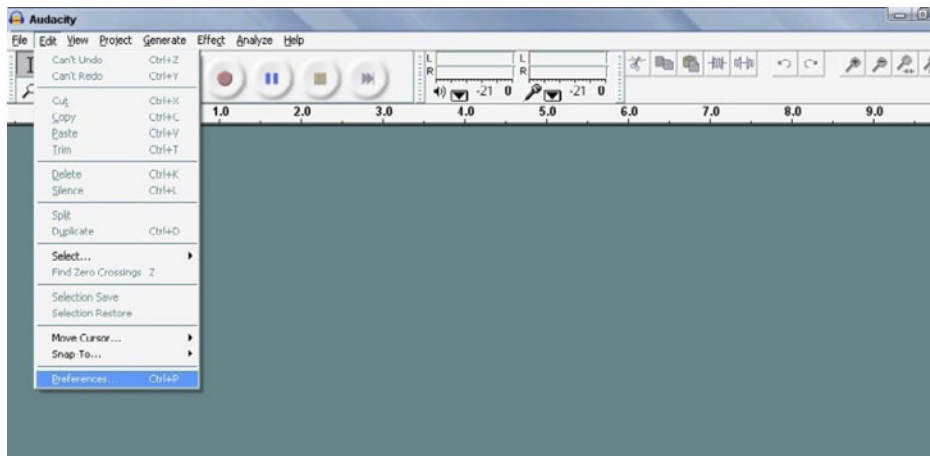 Audacity
File Edit View Project Generate Effect Analyze Help
Can't Undo Ctrl+Z
Can't Redo Ctrl+Y
Cut Ctrl+X
Copy Ctrl+C
Paste Ctrl+V
Trim Ctrl+T
Delete Ctrl+K
Silence Ctrl+L
Split
Duplicate Ctrl+D
Select...
Find Zero Crossings Z
Selection Save
Selection Restore
Move Cursor...
Snap-To...
Preferences... Ctrl+P
L L
R R
-21 0 -21 0
1.0 2.0 3.0 4.0 5.0 6.0 7.0 8.0 9.0